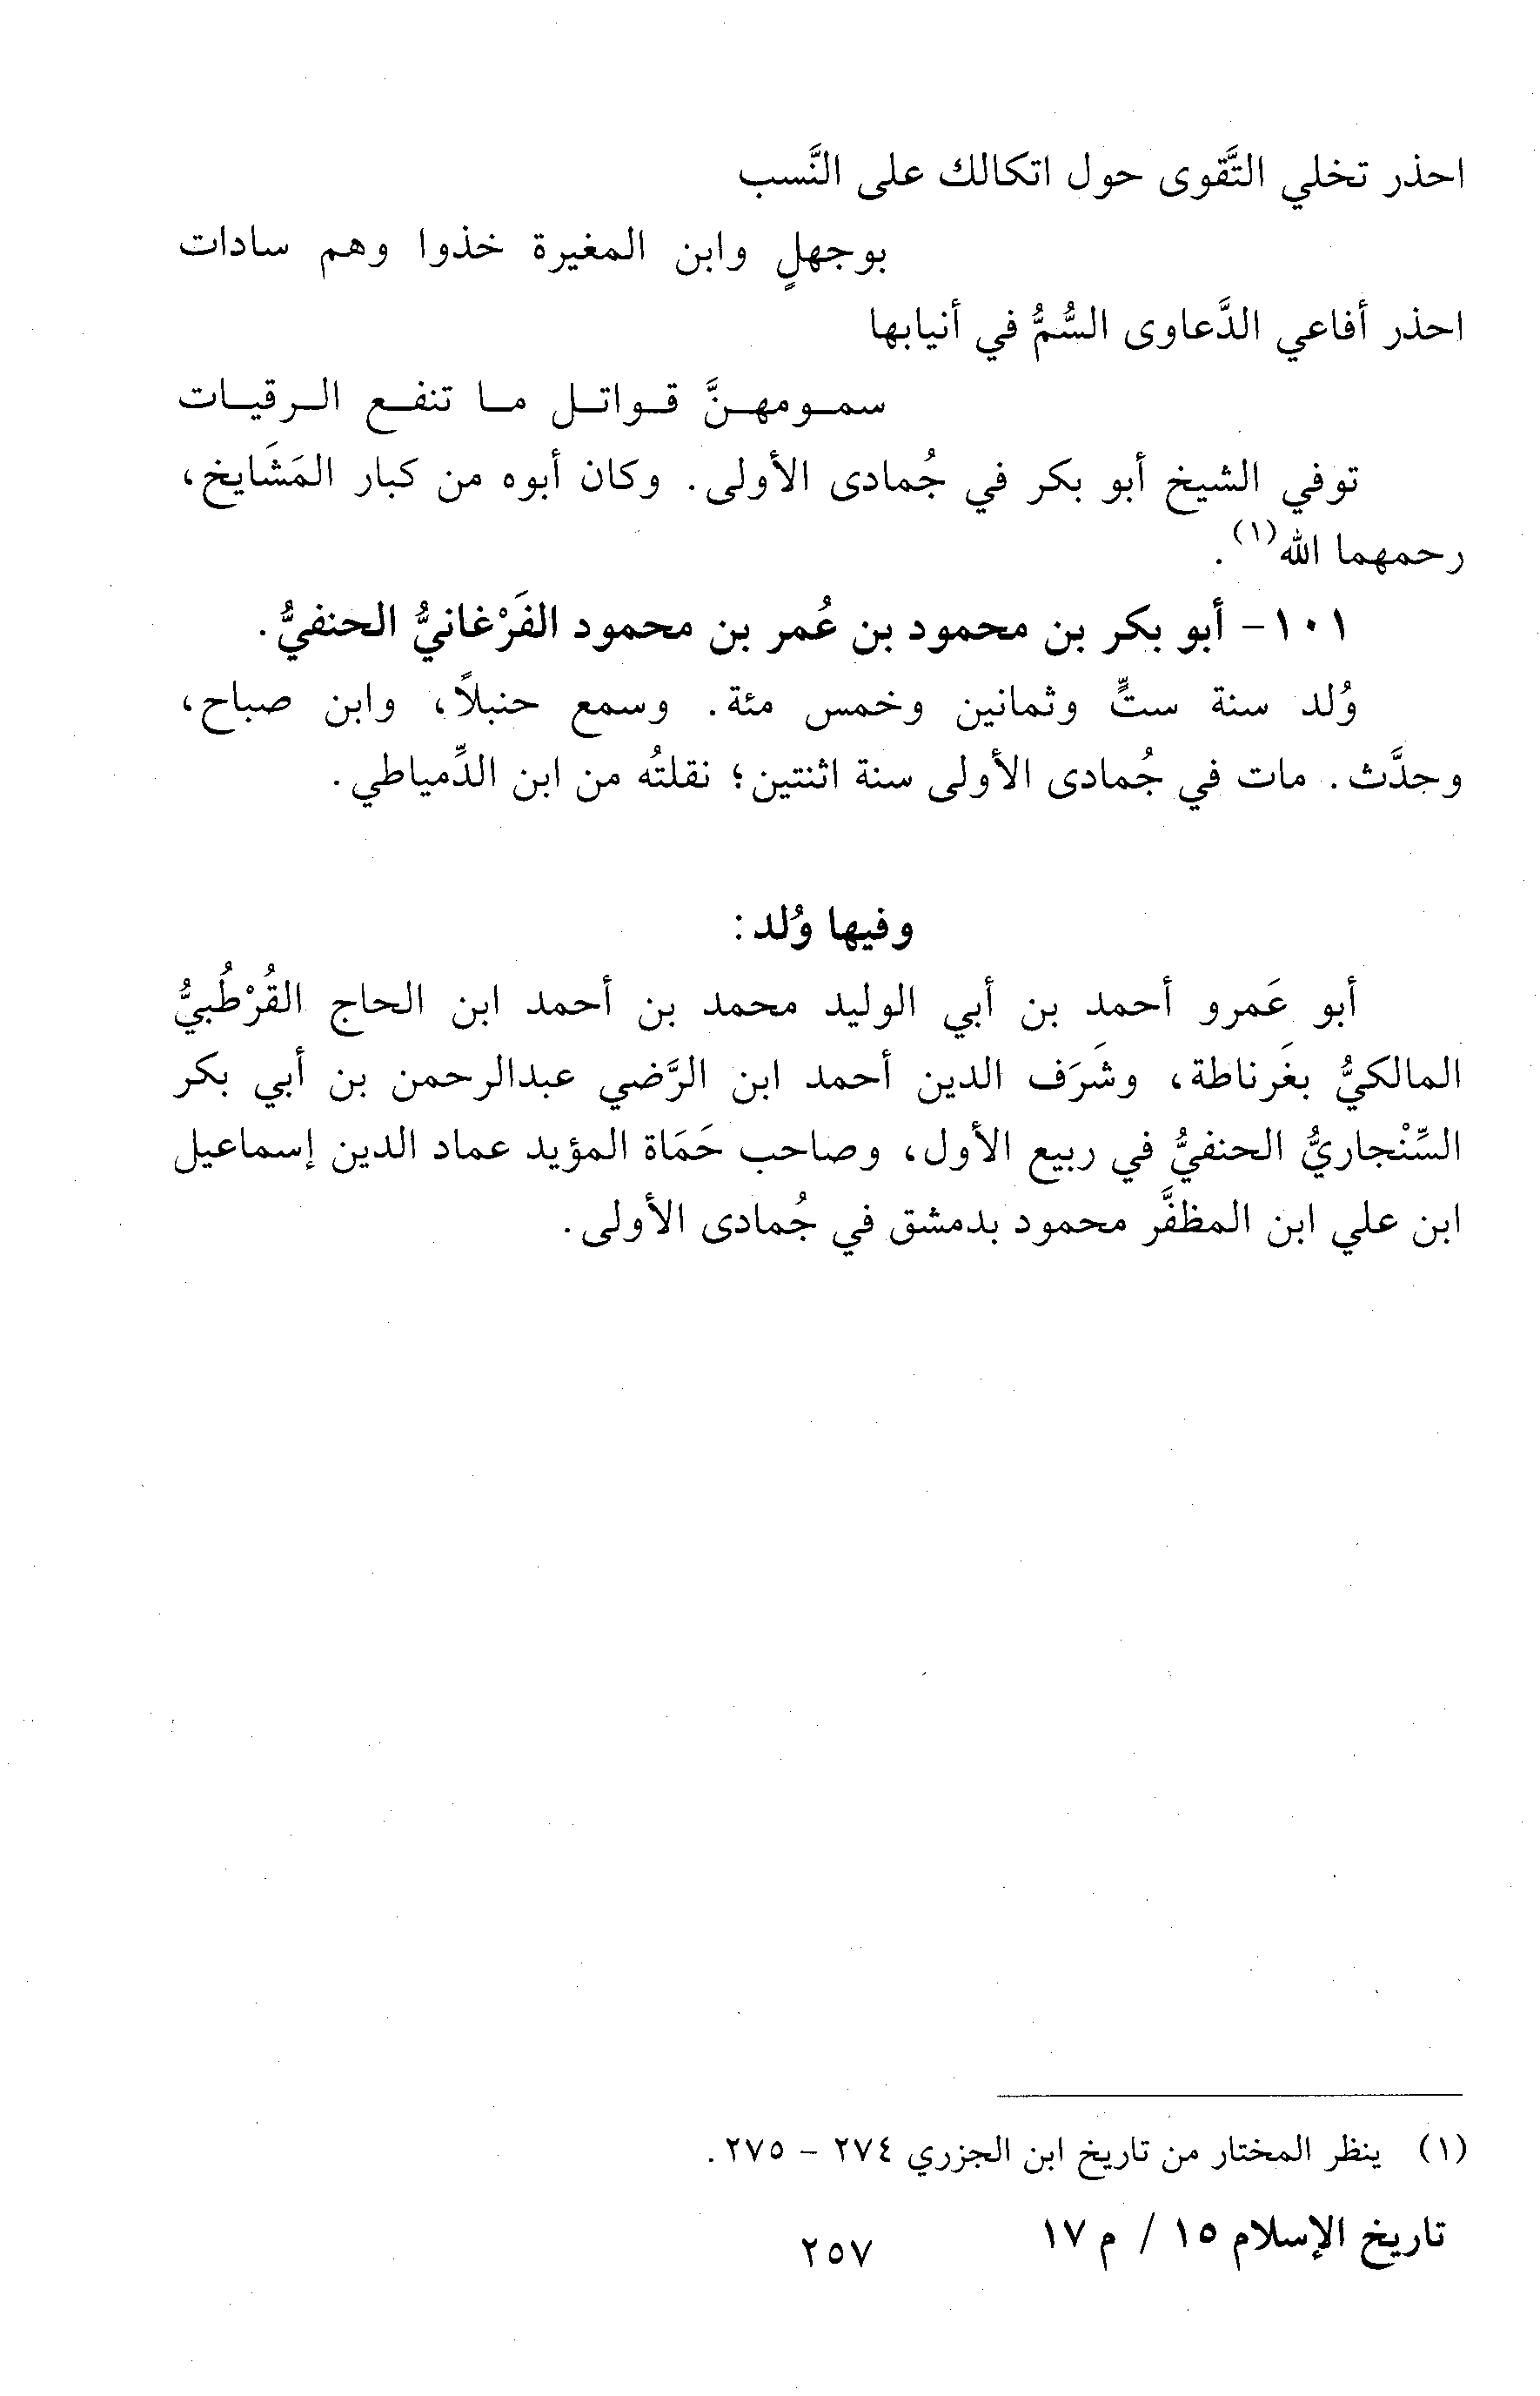 احذر تخلي التَّقوى حول اتكالك على النَّسب
بوجهلٍ وابن المغيرة خذوا وهم سادات
احذر أفاعي الدَّعاوى السُّمُّ في أنيابها
سمومهنَّ قواتل ما تنفع الرقيات
توفي الشيخ أبو بكر في جُمادى الأولى. وكان أبوه من كبار المَشَايخ،
رحمهما الله(١).
١٠١- أبو بكر بن محمود بن عُمر بن محمود الفَرْغانيُّ الحنفيُّ.
وُلد سنة ستٍّ وثمانين وخمس مئة. وسمع حنبلاً، وابن صباح،
وحدَّث. مات في جُمادى الأولى سنة اثنتين؛ نقلتُه من ابن الدِّمياطي.
وفيها وُلد:
أبو عَمرو أحمد بن أبي الوليد محمد بن أحمد ابن الحاج القُرْطُبيُّ
المالكيُّ بغَرناطة، وشَرَف الدين أحمد ابن الرَّضي عبدالرحمن بن أبي بكر
السِّنْجاريُّ الحنفيُّ في ربيع الأول، وصاحب حَمَاة المؤيد عماد الدين إسماعيل
ابن علي ابن المظفَّر محمود بدمشق في جُمادى الأولى.
(١) ينظر المختار من تاريخ ابن الجزري ٢٧٤ - ٢٧٥.
تاريخ الإسلام ١٥ / م ١٧
٢٥٧